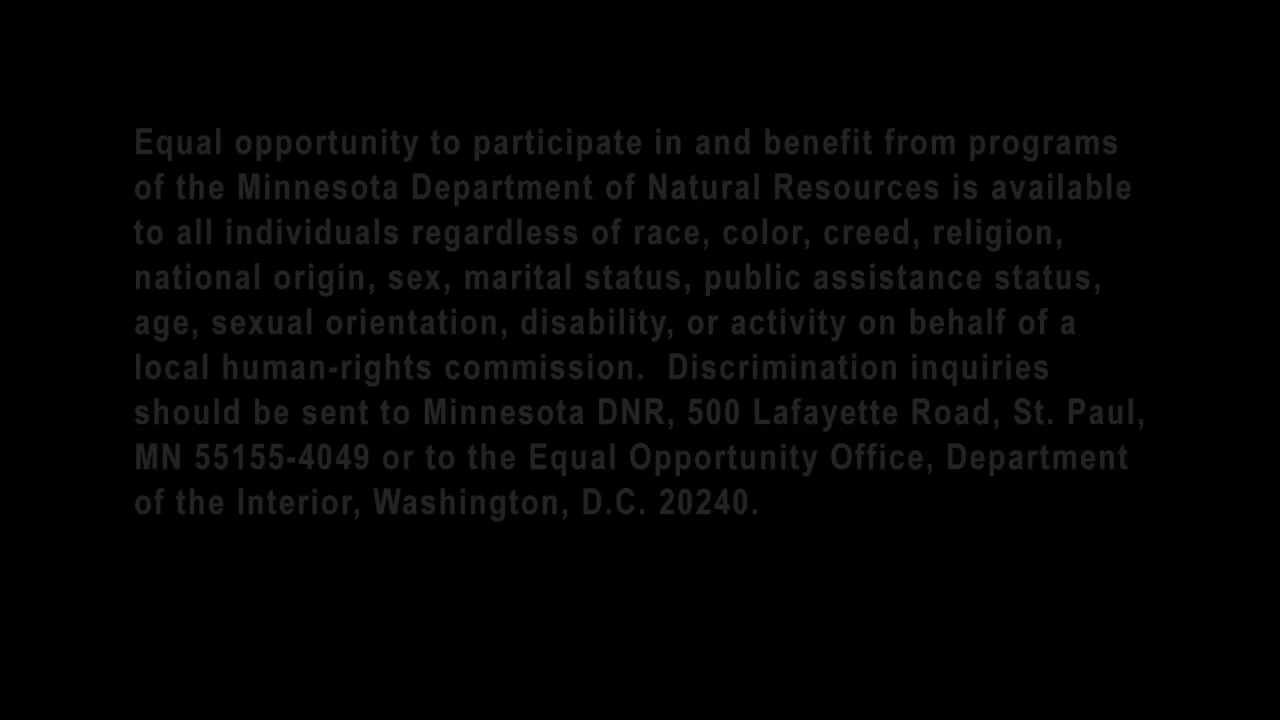 Equal opportunity to participate in and benefit from programs
of the Minnesota Department of Natural Resources is available
to all individuals regardless of race, color, creed, religion,
national origin, sex, marital status, public assistance status,
age, sexual orientation, disability, or activity on behalf of a
local human-rights commission.  Discrimination inquiries
should be sent to Minnesota DNR, 500 Lafayette Road, St. Paul,
MN 55155-4049 or to the Equal Opportunity Office, Department
of the Interior, Washington, D.C. 20240.